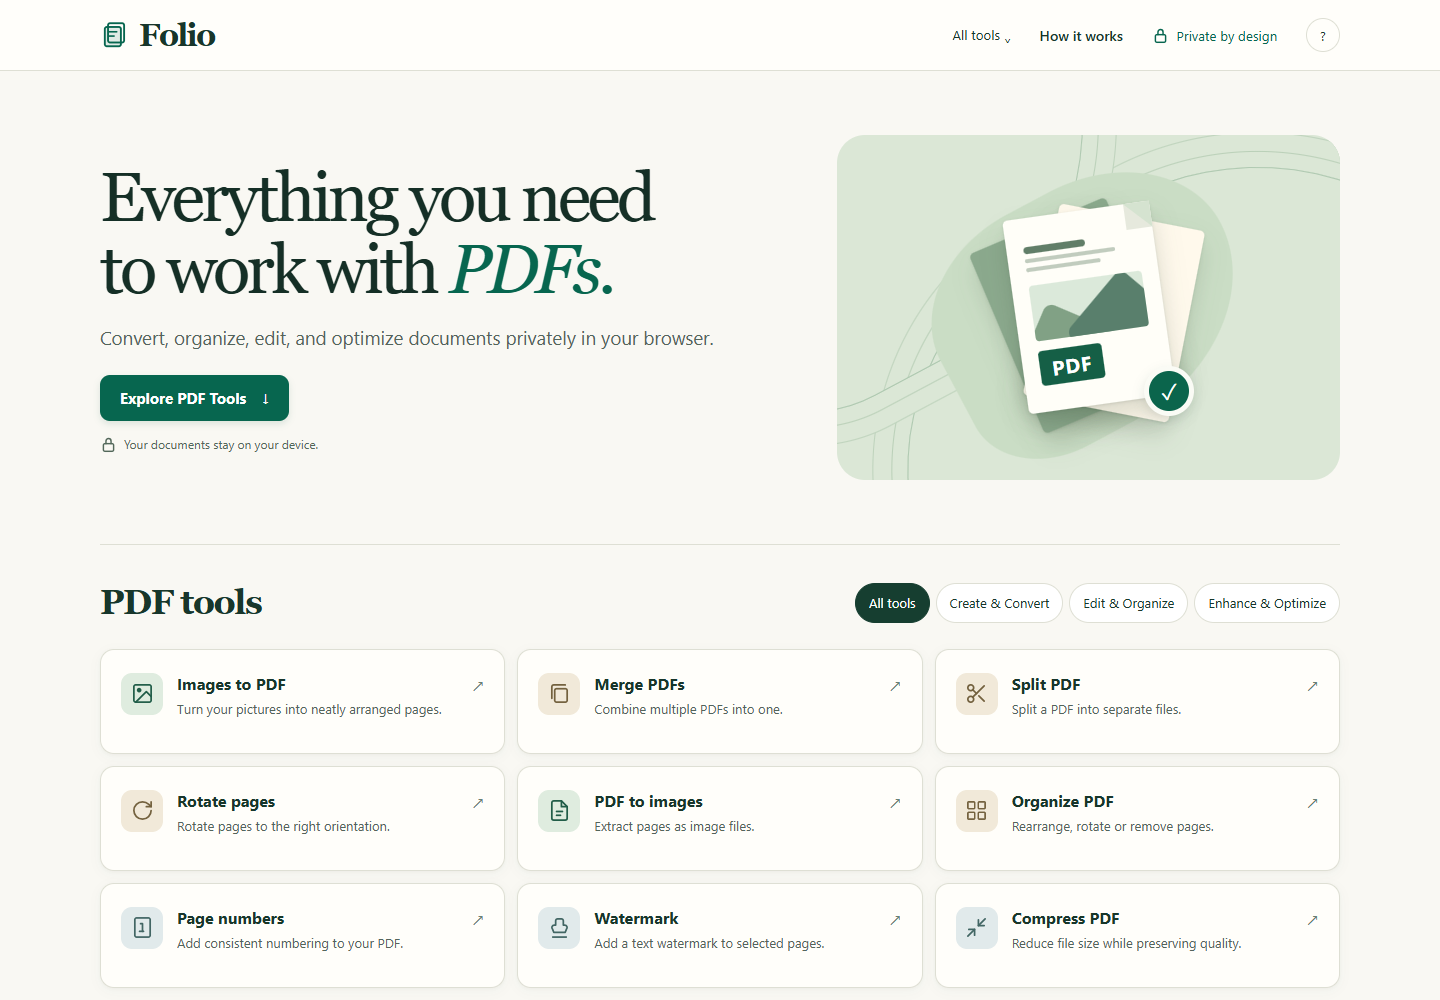 Folio
All tools
How it works
Private by design
?
Everything you need
to work with PDFs.
Convert, organize, edit, and optimize documents privately in your browser.
Explore PDF Tools ↓
Your documents stay on your device.
PDF
✓
PDF tools
All tools
Create & Convert
Edit & Organize
Enhance & Optimize
Images to PDF ↗
Turn your pictures into neatly arranged pages.
Merge PDFs ↗
Combine multiple PDFs into one.
Split PDF ↗
Split a PDF into separate files.
Rotate pages ↗
Rotate pages to the right orientation.
PDF to images ↗
Extract pages as image files.
Organize PDF ↗
Rearrange, rotate or remove pages.
1
Page numbers ↗
Add consistent numbering to your PDF.
Watermark ↗
Add a text watermark to selected pages.
Compress PDF ↗
Reduce file size while preserving quality.